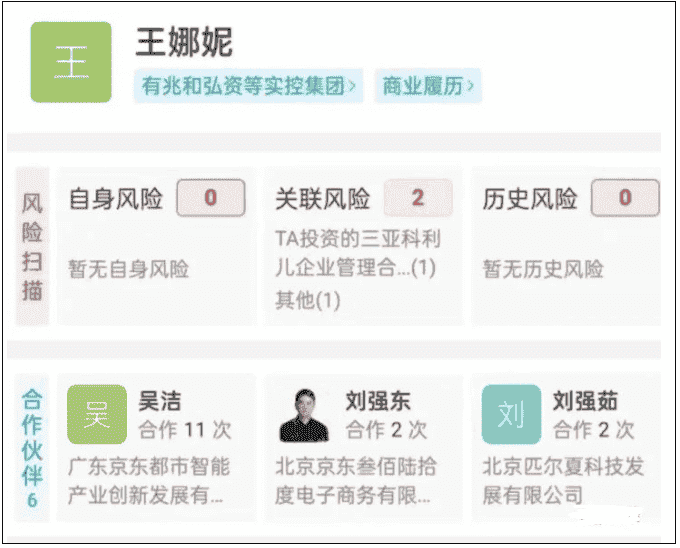 王
王娜妮
有兆和弘资等实控集团>
商业履历>
风险扫描
自身风险 0
暂无自身风险
关联风险 2
TA投资的三亚科利
儿企业管理合...(1)
其他(1)
历史风险 0
暂无历史风险
合作伙伴
6
吴
吴洁
合作 11 次
广东京东都市智能
产业创新发展有...
刘强东
合作 2 次
北京京东叁佰陆拾
度电子商务有限...
刘
刘强茹
合作 2 次
北京匹尔夏科技发
展有限公司